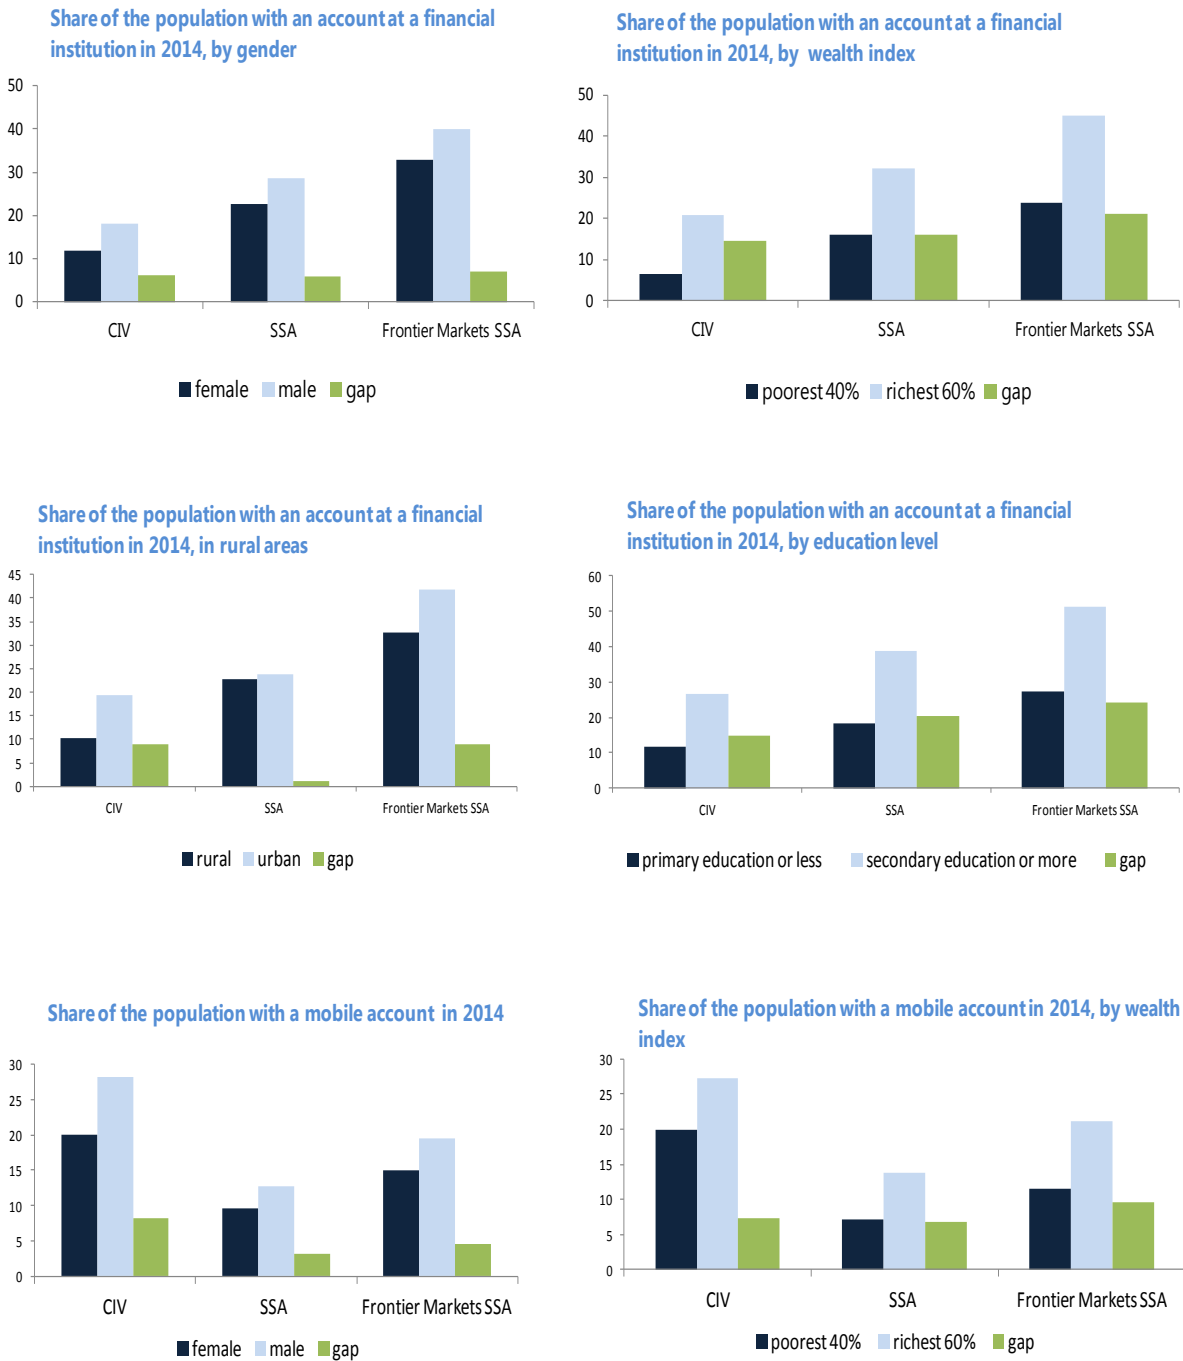 Share of the population with an account at a financial
institution in 2014, by gender
50
40
30
20
10
0
CIV
SSA
Frontier Markets SSA
female
male
gap
Share of the population with an account at a financial
institution in 2014, by wealth index
50
40
30
20
10
0
CIV
SSA
Frontier Markets SSA
poorest 40%
richest 60%
gap
Share of the population with an account at a financial
institution in 2014, in rural areas
45
40
35
30
25
20
15
10
5
0
CIV
SSA
Frontier Markets SSA
rural
urban
gap
Share of the population with an account at a financial
institution in 2014, by education level
60
50
40
30
20
10
0
CIV
SSA
Frontier Markets SSA
primary education or less
secondary education or more
gap
Share of the population with a mobile account in 2014
30
25
20
15
10
5
0
CIV
SSA
Frontier Markets SSA
female
male
gap
Share of the population with a mobile account in 2014, by wealth
index
30
25
20
15
10
5
0
CIV
SSA
Frontier Markets SSA
poorest 40%
richest 60%
gap